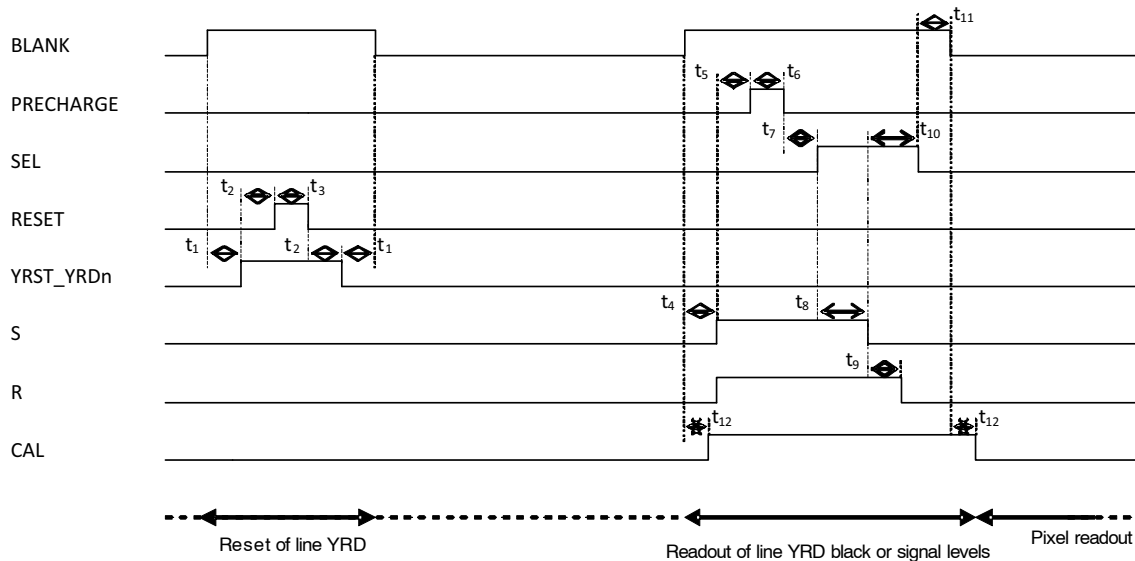 t11
BLANK
t5 t6
PRECHARGE
t7 t10
SEL
t2 t3
RESET
t1 t2 t1
YRST_YRDn
t4 t8
S
t9
R
t12 t12
CAL
Reset of line YRD
Readout of line YRD black or signal levels
Pixel readout